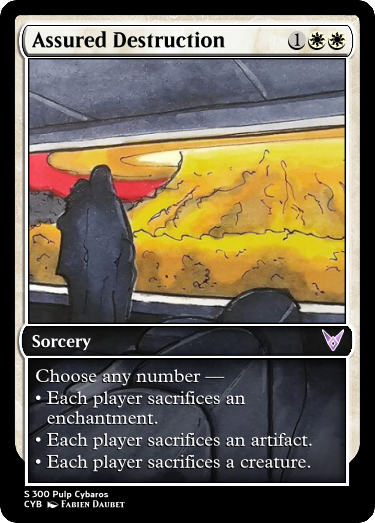 Assured Destruction 1
Sorcery
Choose any number —
• Each player sacrifices an
enchantment.
• Each player sacrifices an artifact.
• Each player sacrifices a creature.
S 300 Pulp Cybaros
CYB Fabien Daubet